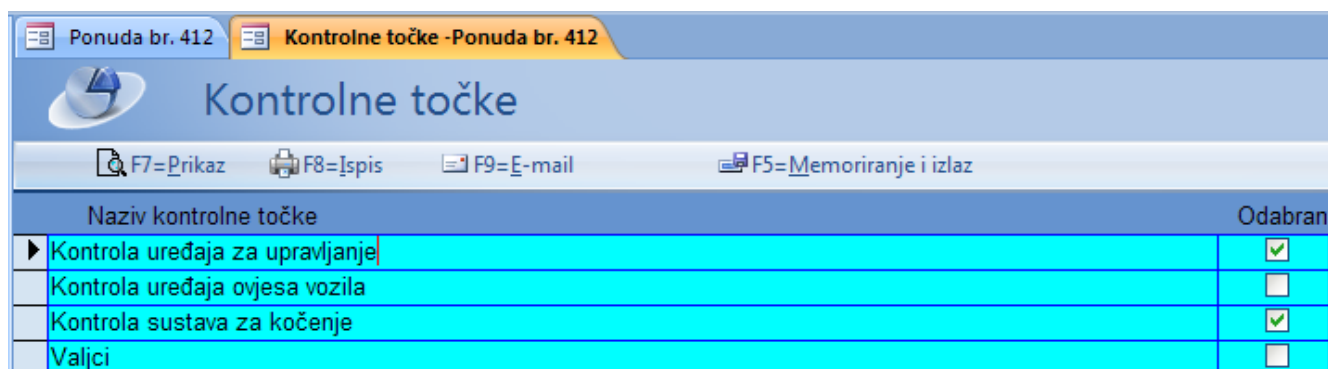 Ponuda br. 412 Kontrolne točke -Ponuda br. 412
Kontrolne točke
F7=Prikaz F8=Ispis F9=E-mail F5=Memoriranje i izlaz
Naziv kontrolne točke Odabran
Kontrola uređaja za upravljanje
Kontrola uređaja ovjesa vozila
Kontrola sustava za kočenje
Valjci